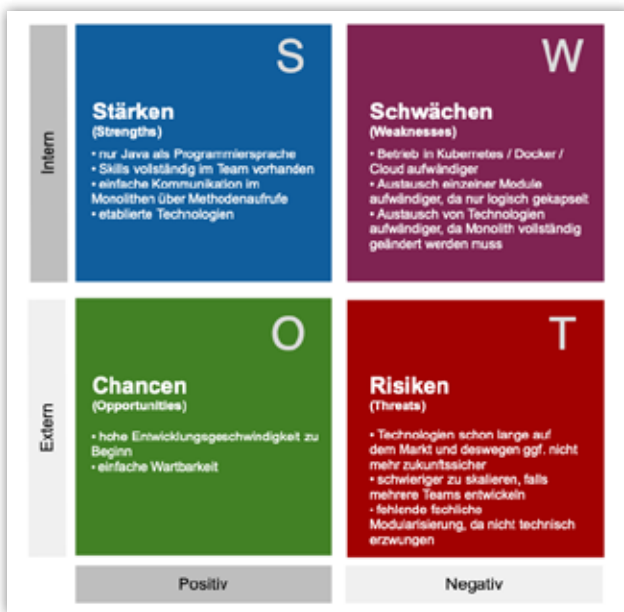 Intern
S
Stärken
(Strengths)
• nur Java als Programmiersprache
• Skills vollständig im Team vorhanden
• einfache Kommunikation im
Monolithen über Methodenaufrufe
• etablierte Technologien
W
Schwächen
(Weaknesses)
• Betrieb in Kubernetes / Docker /
Cloud aufwändiger
• Austausch einzelner Module
aufwändiger, da nur logisch gekapselt
• Austausch von Technologien
aufwändiger, da Monolith vollständig
geändert werden muss
Extern
O
Chancen
(Opportunities)
• hohe Entwicklungsgeschwindigkeit zu
Beginn
• einfache Wartbarkeit
T
Risiken
(Threats)
• Technologien schon lange auf
dem Markt und deswegen ggf. nicht
mehr zukunftssicher
• schwieriger zu skalieren, falls
mehrere Teams entwickeln
• fehlende fachliche
Modularisierung, da nicht technisch
erzwungen
Positiv
Negativ